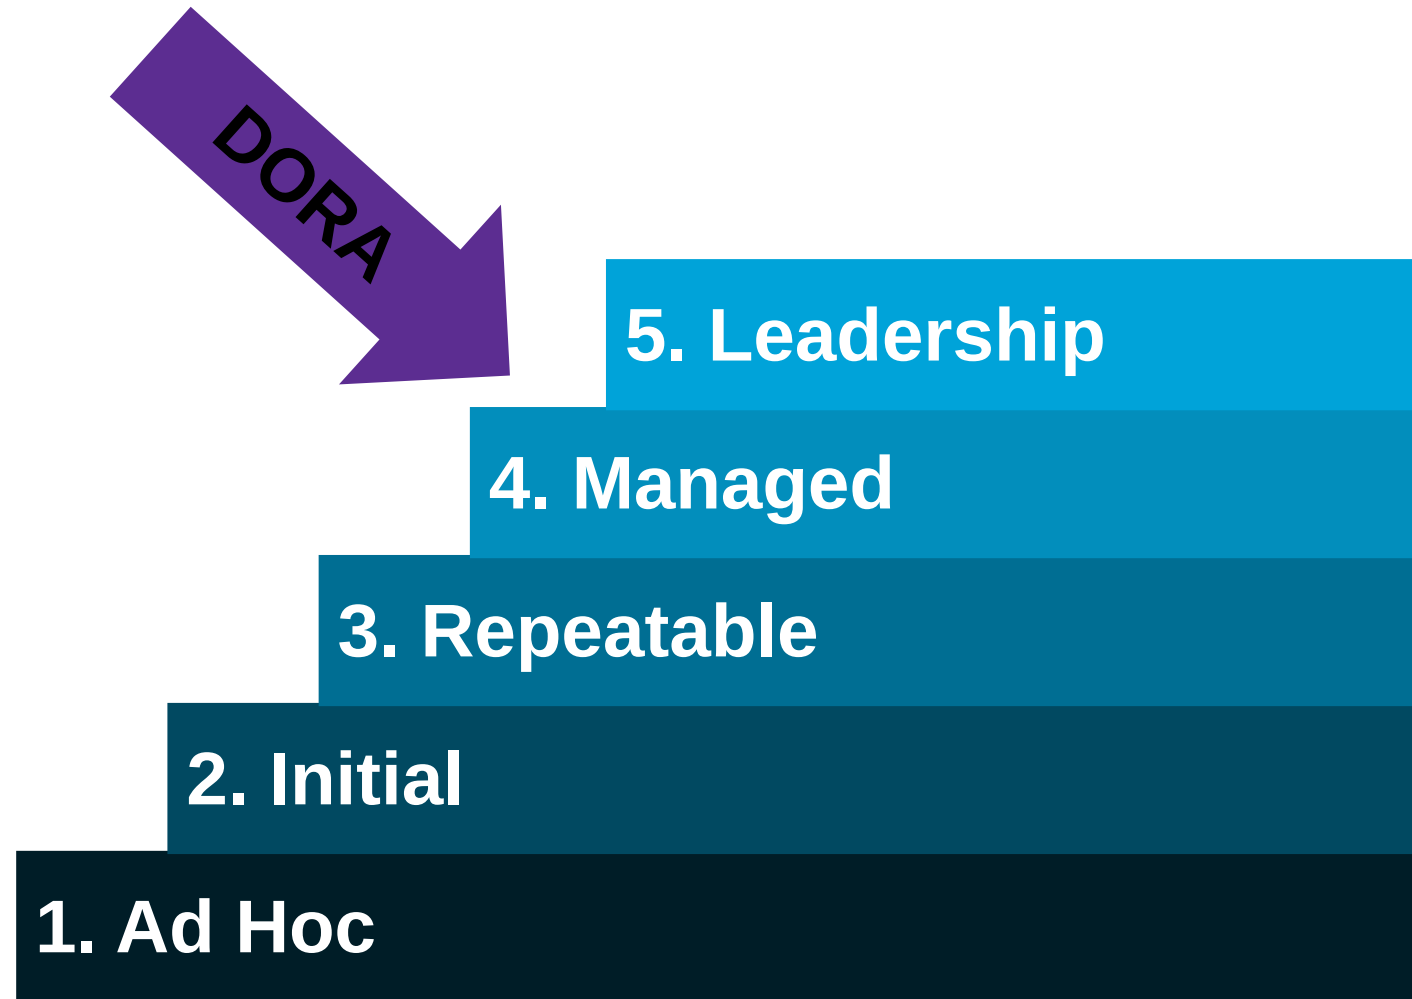 DORA
5. Leadership
4. Managed
3. Repeatable
2. Initial
1. Ad Hoc